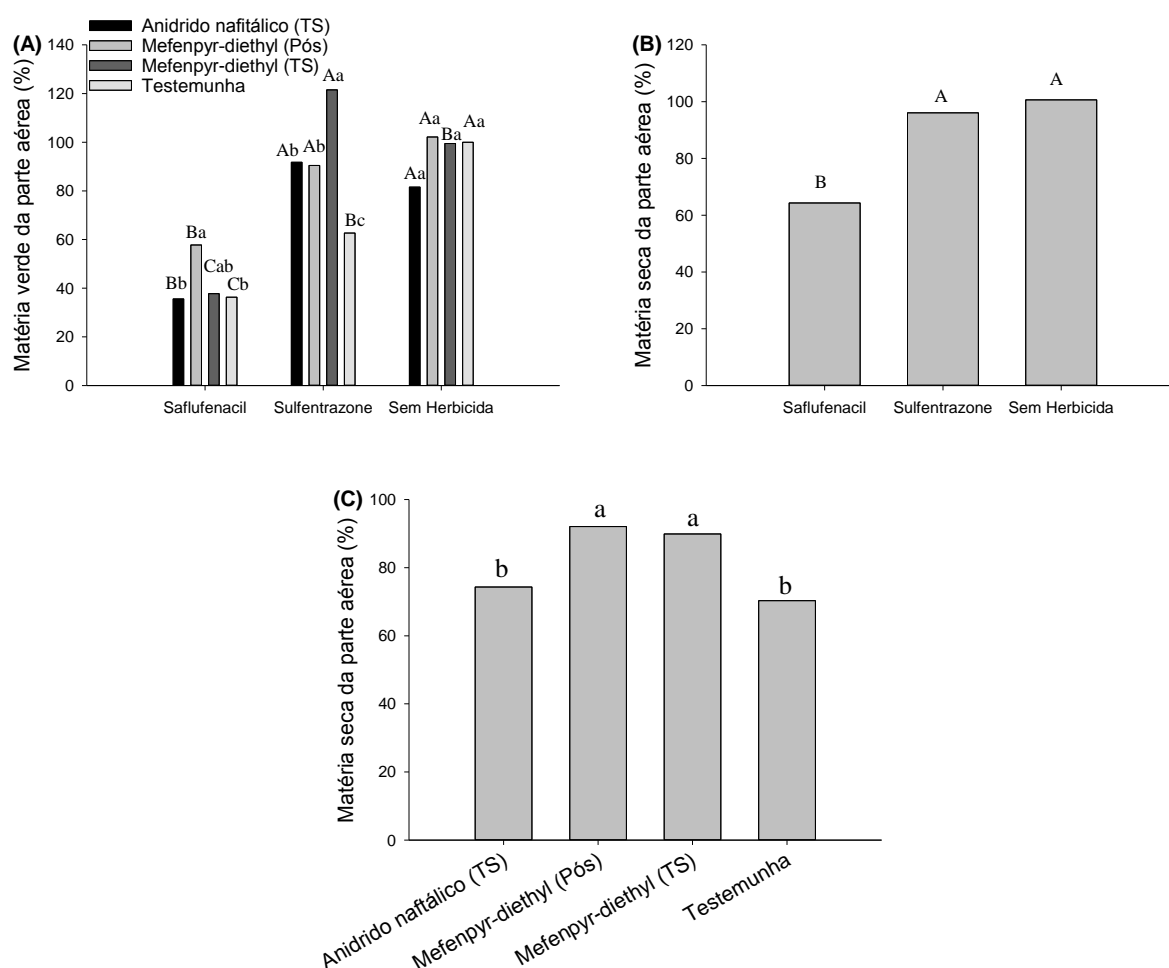 (A)
Anidrido nafitálico (TS)
Mefenpyr-diethyl (Pós)
Mefenpyr-diethyl (TS)
Testemunha
Matéria verde da parte aérea (%)
140
120
100
80
60
40
20
0
Bb
Ba
Cab
Cb
Ab
Ab
Aa
Bc
Aa
Aa
Ba
Aa
Saflufenacil Sulfentrazone Sem Herbicida
(B)
Matéria seca da parte aérea (%)
120
100
80
60
40
20
0
B
A
A
Saflufenacil Sulfentrazone Sem Herbicida
(C)
Matéria seca da parte aérea (%)
100
80
60
40
20
0
b
a
a
b
Anidrido naftálico (TS)
Mefenpyr-diethyl (Pós)
Mefenpyr-diethyl (TS)
Testemunha